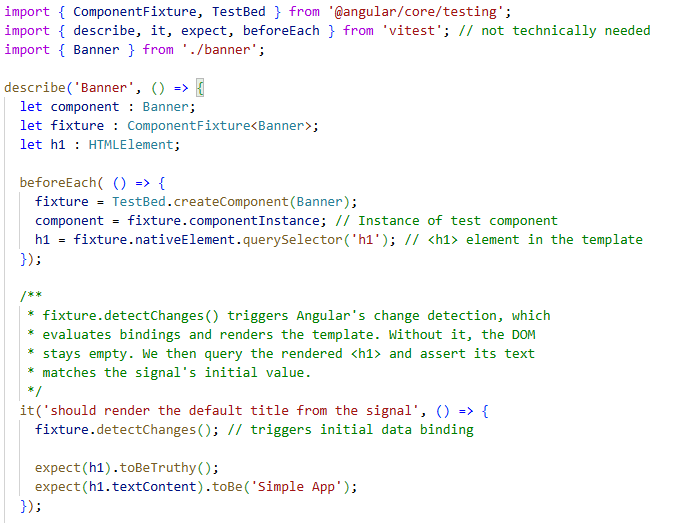 import { ComponentFixture, TestBed } from '@angular/core/testing';
import { describe, it, expect, beforeEach } from 'vitest'; // not technically needed
import { Banner } from './banner';

describe('Banner', () => {
  let component : Banner;
  let fixture : ComponentFixture<Banner>;
  let h1 : HTMLElement;

  beforeEach( () => {
    fixture = TestBed.createComponent(Banner);
    component = fixture.componentInstance; // Instance of test component
    h1 = fixture.nativeElement.querySelector('h1'); // <h1> element in the template
  });

  /**
   * fixture.detectChanges() triggers Angular's change detection, which
   * evaluates bindings and renders the template. Without it, the DOM
   * stays empty. We then query the rendered <h1> and assert its text
   * matches the signal's initial value.
   */
  it('should render the default title from the signal', () => {
    fixture.detectChanges(); // triggers initial data binding

    expect(h1).toBeTruthy();
    expect(h1.textContent).toBe('Simple App');
  });